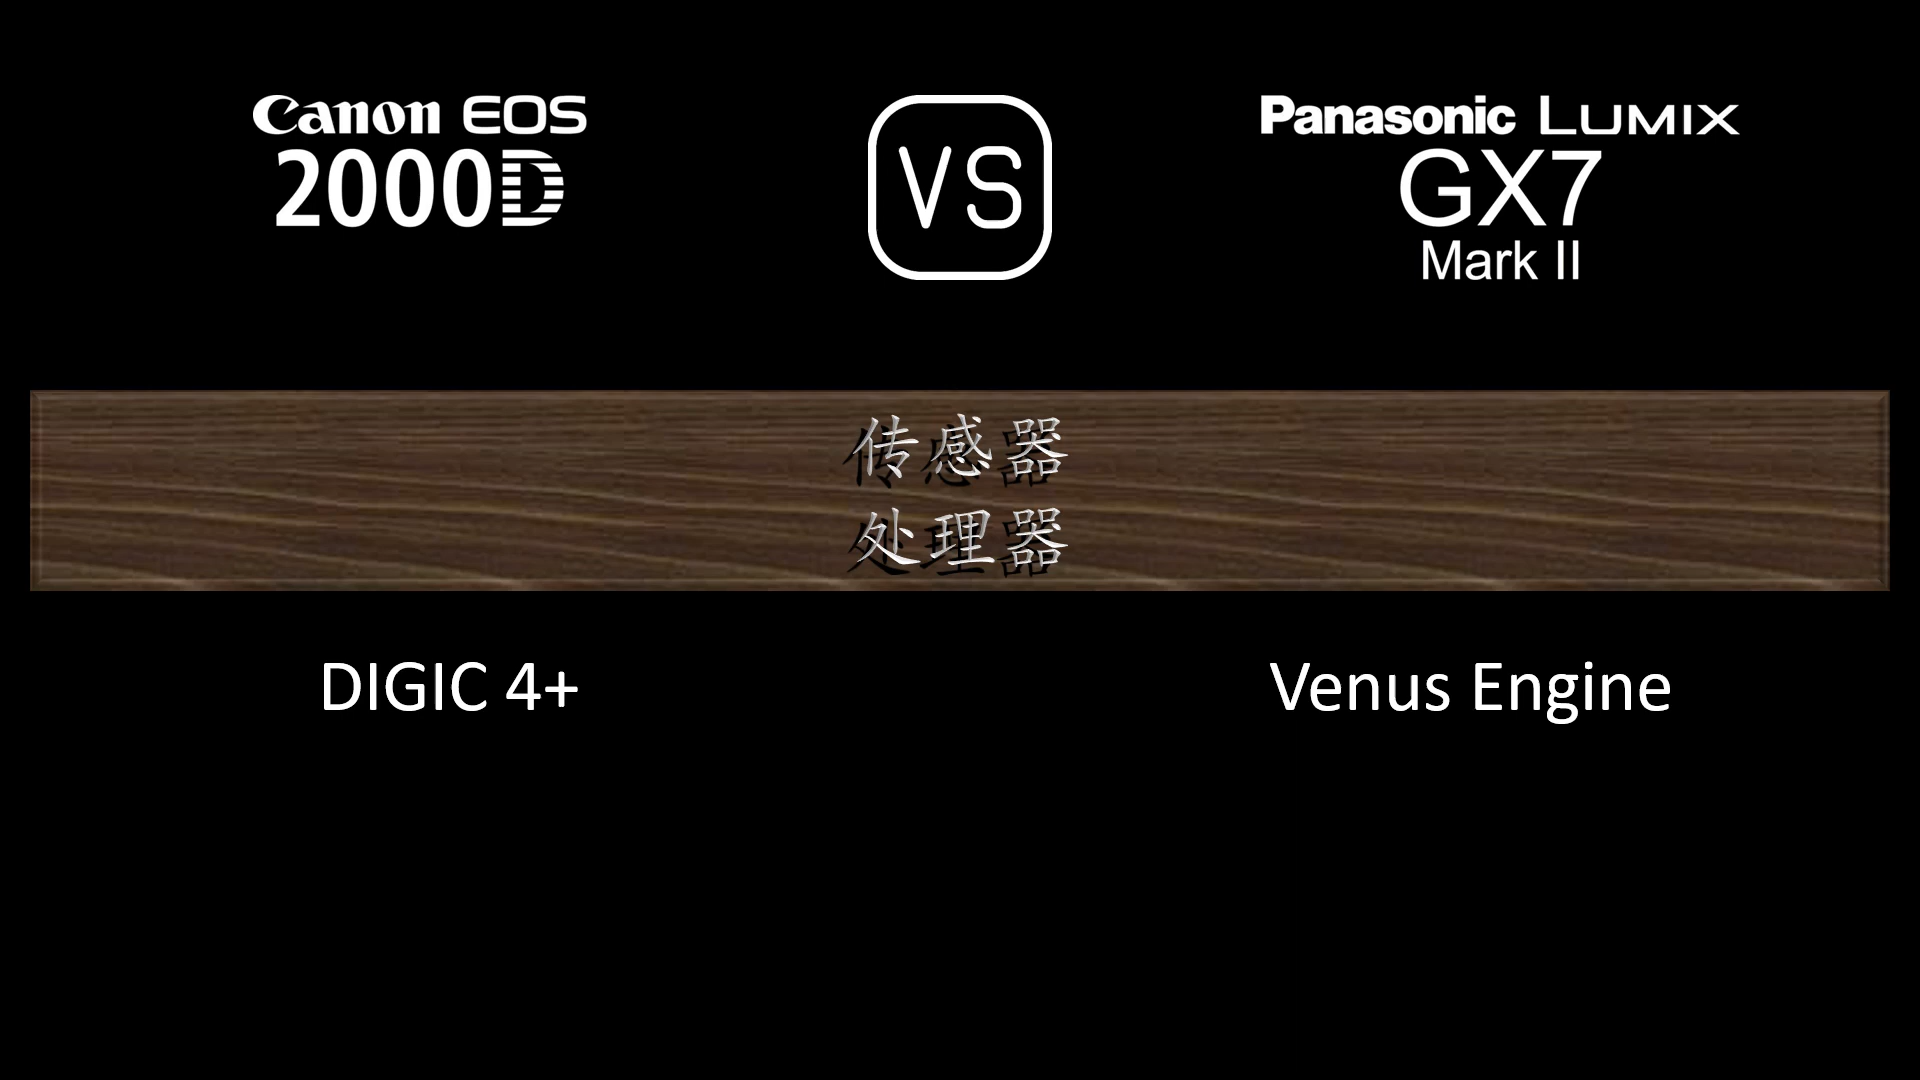 Canon EOS
2000D
VS
Panasonic LUMIX
GX7
Mark II
传感器
处理器
DIGIC 4+
Venus Engine